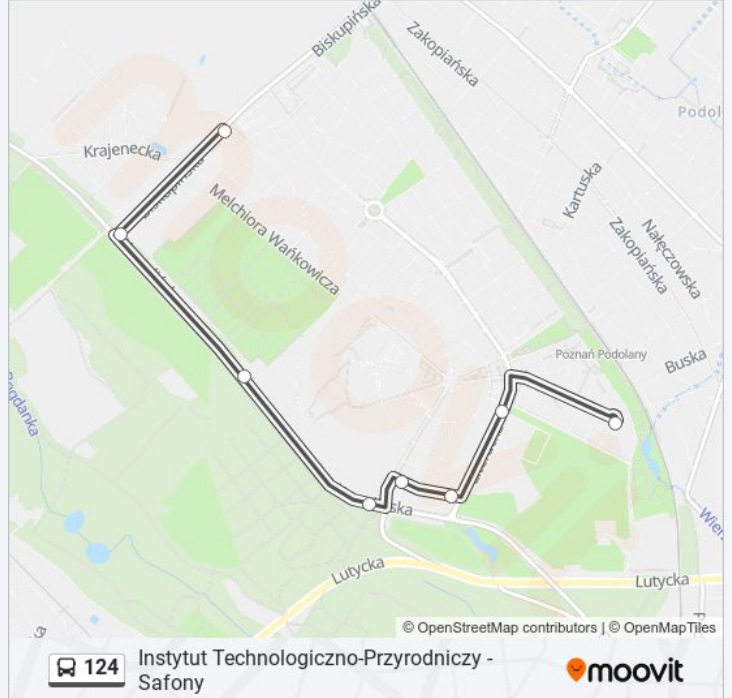 Biskupińska
Zakopiańska
Podol
Krajenecka
Kartuska
Melchiora Wańkowicza
Zakopiańska
Nałęczowska
Poznań Podolany
Buska
Bogdanka
ska
Lutycka
Lutycka
© OpenStreetMap contributors | © OpenMapTiles
124
Instytut Technologiczno-Przyrodniczy -
Safony
moovit